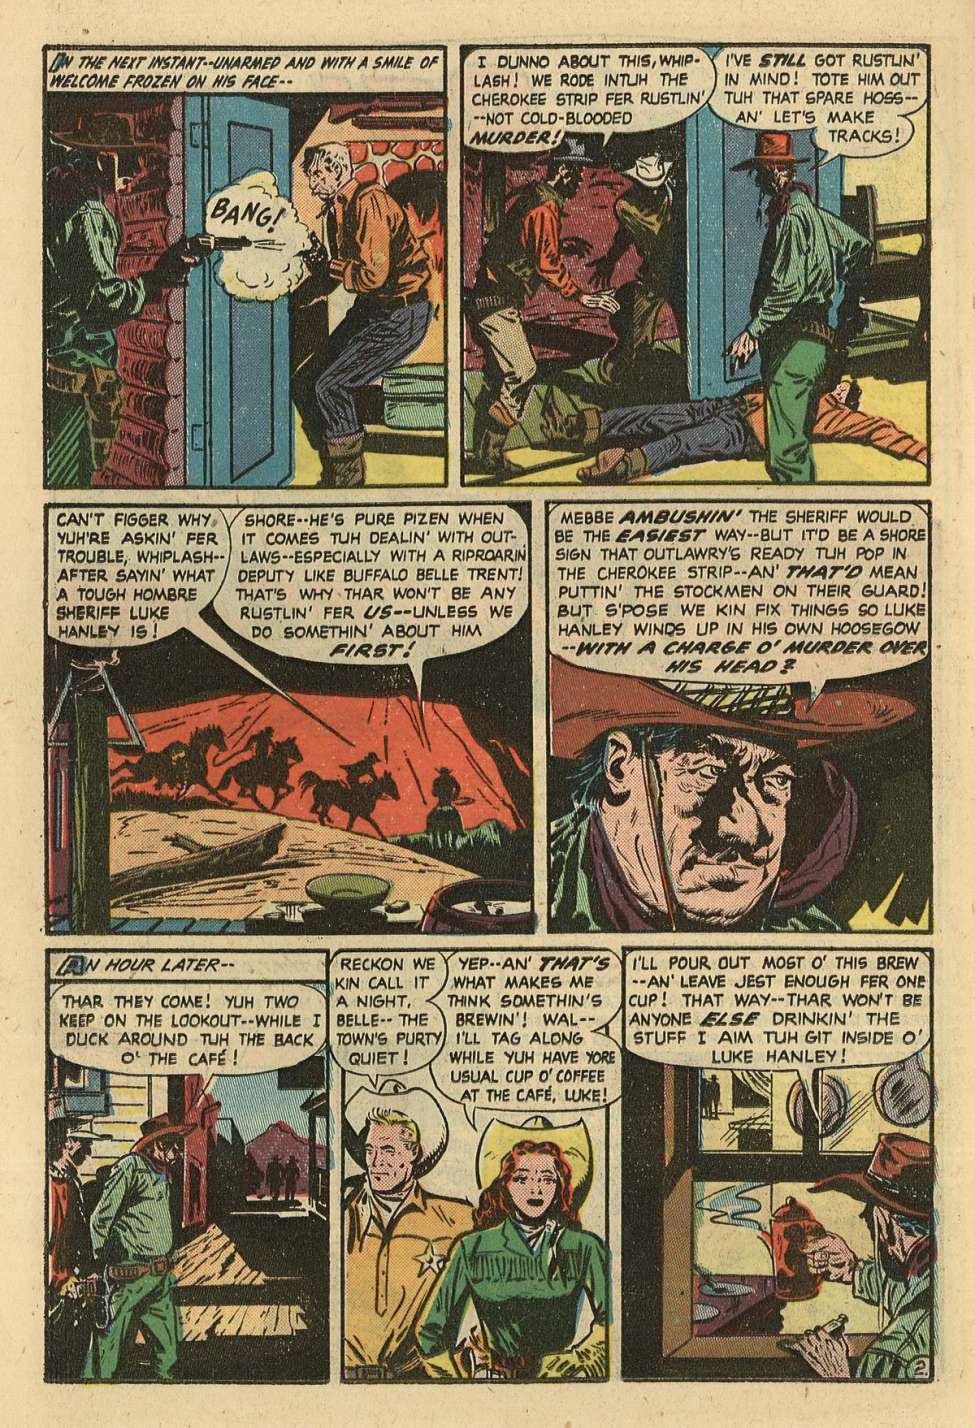 IN THE NEXT INSTANT--UNARMED AND WITH A SMILE OF
WELCOME FROZEN ON HIS FACE--
BANG!
I DUNNO ABOUT THIS, WHIP-
LASH! WE RODE INTUH THE
CHEROKEE STRIP FER RUSTLIN'
--NOT COLD-BLOODED
MURDER!
I'VE STILL GOT RUSTLIN'
IN MIND! TOTE HIM OUT
TUH THAT SPARE HOSS--
AN' LET'S MAKE
TRACKS!
CAN'T FIGGER WHY
YUH'RE ASKIN' FER
TROUBLE, WHIPLASH--
AFTER SAYIN' WHAT
A TOUGH HOMBRE
SHERIFF LUKE
HANLEY IS!
SHORE--HE'S PURE PIZEN WHEN
IT COMES TUH DEALIN' WITH OUT-
LAWS--ESPECIALLY WITH A RIPROARIN'
DEPUTY LIKE BUFFALO BELLE TRENT!
THAT'S WHY THAR WON'T BE ANY
RUSTLIN' FER US--UNLESS WE
DO SOMETHIN' ABOUT HIM
FIRST!
MEBBE AMBUSHIN' THE SHERIFF WOULD
BE THE EASIEST WAY--BUT IT'D BE A SHORE
SIGN THAT OUTLAWRY'S READY TUH POP IN
THE CHEROKEE STRIP--AN' THAT'D MEAN
PUTTIN' THE STOCKMEN ON THEIR GUARD!
BUT S'POSE WE KIN FIX THINGS SO LUKE
HANLEY WINDS UP IN HIS OWN HOOSEGOW
--WITH A CHARGE O' MURDER OVER
HIS HEAD?
AN HOUR LATER--
THAR THEY COME! YUH TWO
KEEP ON THE LOOKOUT--WHILE I
DUCK AROUND TUH THE BACK
O' THE CAFÉ!
RECKON WE
KIN CALL IT
A NIGHT,
BELLE--THE
TOWN'S PURTY
QUIET!
YEP--AN' THAT'S
WHAT MAKES ME
THINK SOMETHIN'S
BREWIN'! WAL--
I'LL TAG ALONG
WHILE YUH HAVE YORE
USUAL CUP O' COFFEE
AT THE CAFÉ, LUKE!
I'LL POUR OUT MOST O' THIS BREW
--AN' LEAVE JEST ENOUGH FER ONE
CUP! THAT WAY--THAR WON'T BE
ANYONE ELSE DRINKIN' THE
STUFF I AIM TUH GIT INSIDE O'
LUKE HANLEY!
2